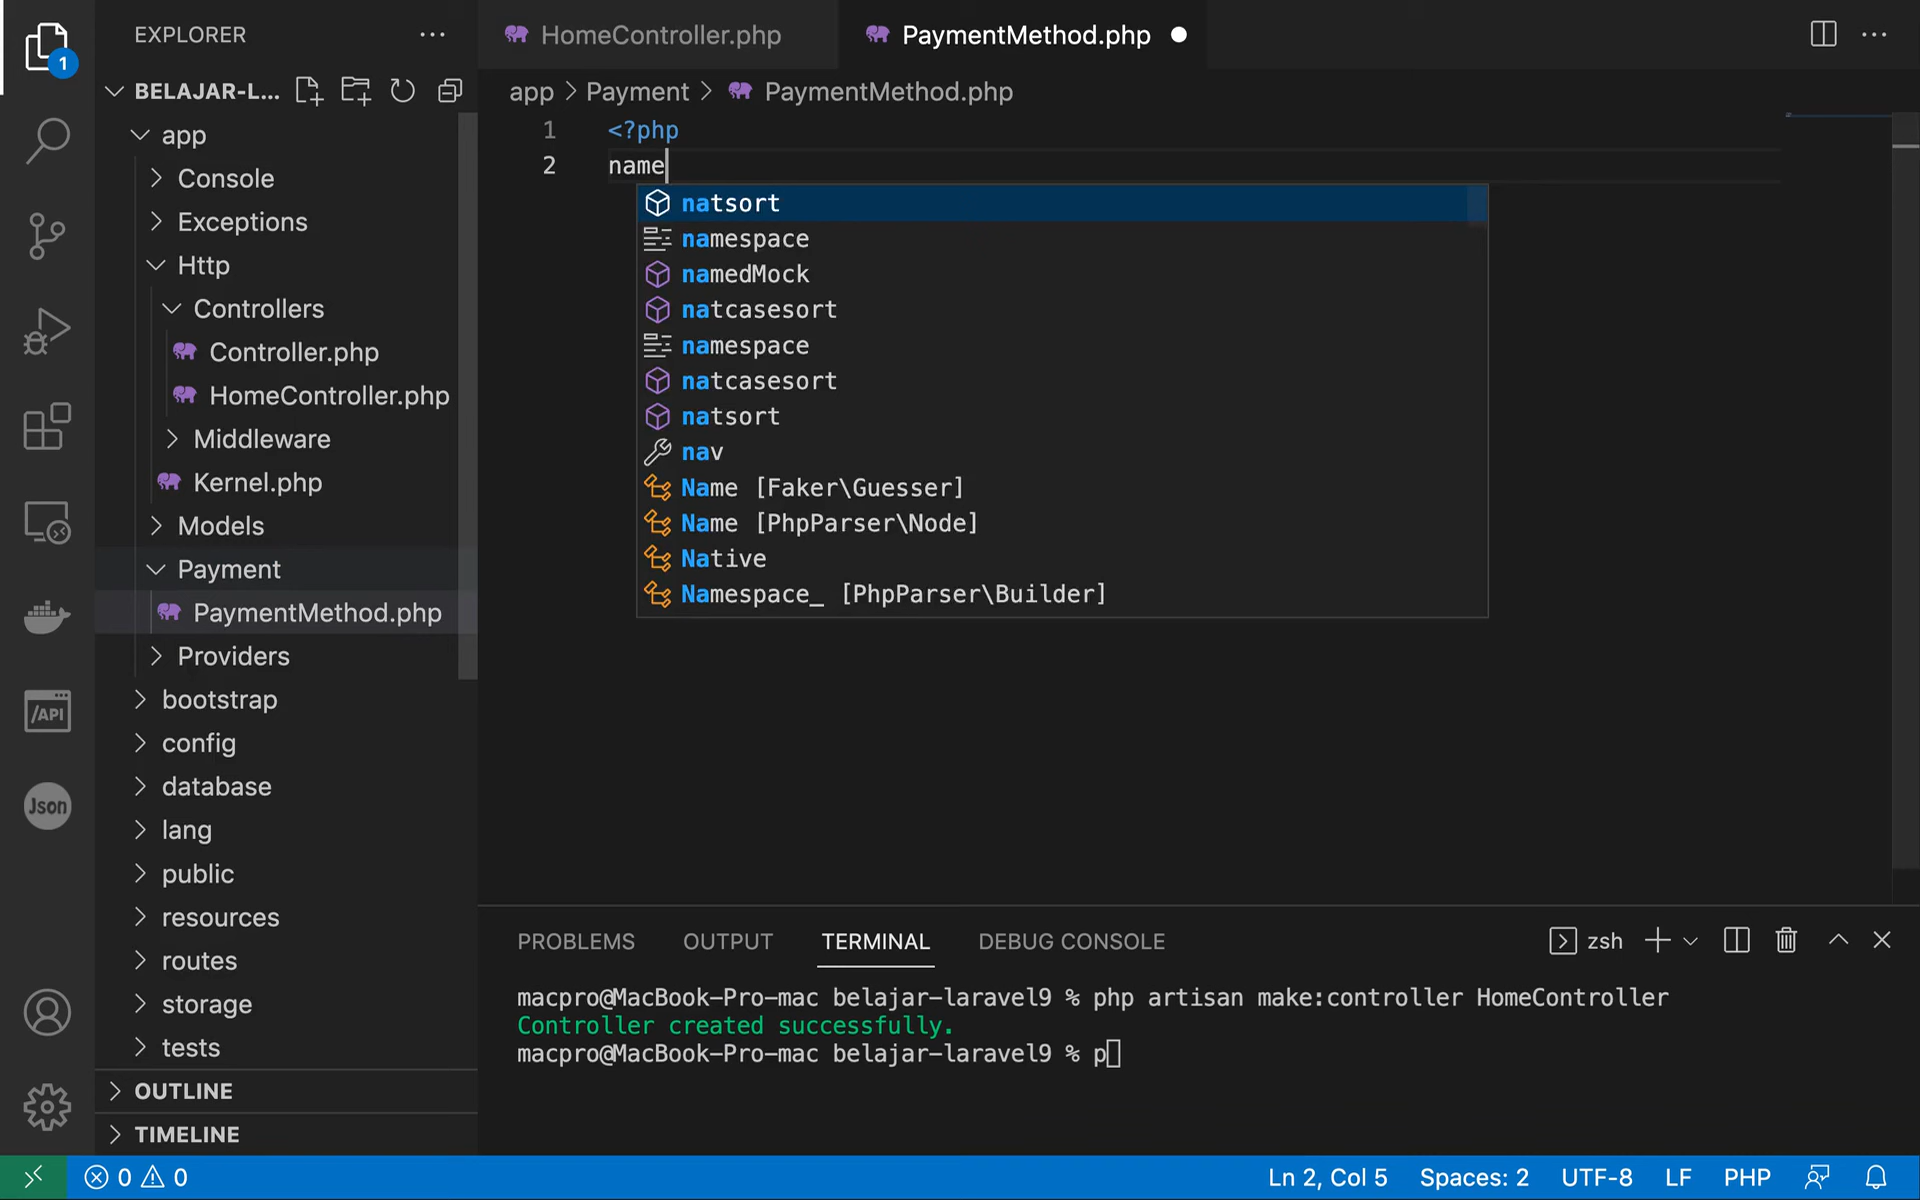 EXPLORER
HomeController.php
PaymentMethod.php
1
BELAJAR-L...
app
Console
Exceptions
Http
Controllers
Controller.php
HomeController.php
Middleware
Kernel.php
Models
Payment
PaymentMethod.php
Providers
bootstrap
config
database
lang
public
resources
routes
storage
tests
OUTLINE
TIMELINE
/API
Json
app > Payment > PaymentMethod.php
1 <?php
2 name
natsort
namespace
namedMock
natcasesort
namespace
natcasesort
natsort
nav
Name [Faker\Guesser]
Name [PhpParser\Node]
Native
Namespace_ [PhpParser\Builder]
PROBLEMS OUTPUT TERMINAL DEBUG CONSOLE zsh
macpro@MacBook-Pro-mac belajar-laravel9 % php artisan make:controller HomeController
Controller created successfully.
macpro@MacBook-Pro-mac belajar-laravel9 % p
0 0 Ln 2, Col 5 Spaces: 2 UTF-8 LF PHP